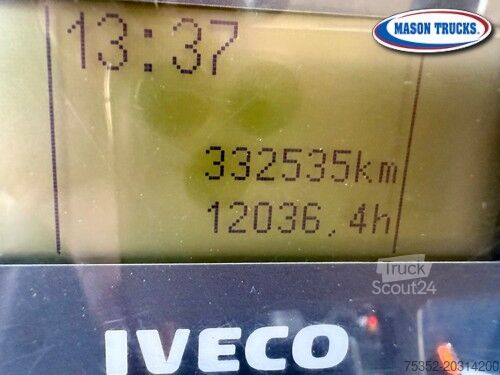 MASON TRUCKS.
13:37
332535km
12036,4h
Truck
Scout24
IVECO
75352-20314200